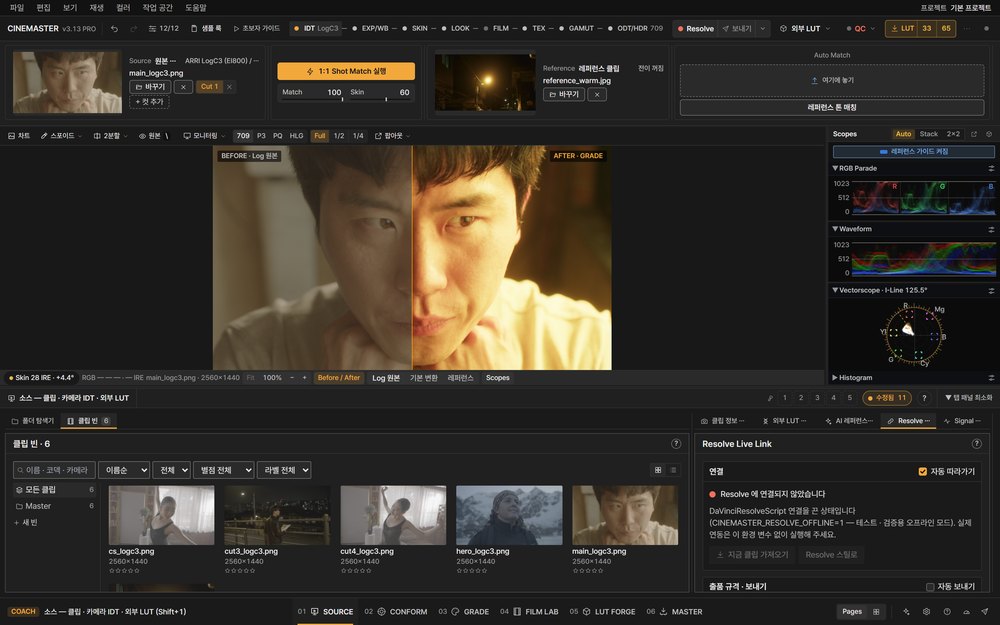 파일 편집 보기 재생 컬러 작업 공간 도움말
프로젝트 기본 프로젝트
CINEMASTER v3.13 PRO
12/12 샘플 룩 초보자 가이드
IDT LogC3 EXP/WB SKIN LOOK FILM TEX GAMUT ODT/HDR 709
Resolve 보내기 외부 LUT QC LUT 33 65
Source 원본 ··· ARRI LogC3 (EI800) / ···
main_logc3.png
바꾸기 × Cut 1 ×
+ 컷 추가
1:1 Shot Match 실행
Match 100 Skin 60
Reference 레퍼런스 클립 전이 꺼짐
reference_warm.jpg
바꾸기 ×
Auto Match
여기에 놓기
레퍼런스 톤 매칭
차트 스포이드 2분할 원본 모니터링 709 P3 PQ HLG Full 1/2 1/4 팝아웃
BEFORE · Log 원본
AFTER · GRADE
Scopes Auto Stack 2×2
레퍼런스 가이드 켜짐
RGB Parade
1023
512
0
R G B
Waveform
1023
512
0
Vectorscope · I-Line 125.5°
R Mg
Yl B
G Cy
Histogram
Skin 28 IRE · +4.4° RGB — — — · — IRE main_logc3.png · 2560×1440 Fit 100% − + Before / After Log 원본 기본 변환 레퍼런스 Scopes
소스 — 클립 · 카메라 IDT · 외부 LUT
1 2 3 4 5 수정됨 11 ? 탭 패널 최소화
폴더 탐색기 클립 빈 6
클립 정보 ··· 외부 LUT ··· AI 레퍼런스 ··· Resolve ··· Signal ···
클립 빈 · 6 ?
이름 · 코덱 · 카메라 이름순 전체 별점 전체 라벨 전체
모든 클립 6
Master 6
+ 새 빈
cs_logc3.png
2560×1440
☆☆☆☆☆
cut3_logc3.png
2560×1440
☆☆☆☆☆
cut4_logc3.png
2560×1440
☆☆☆☆☆
hero_logc3.png
2560×1440
☆☆☆☆☆
main_logc3.png
2560×1440
☆☆☆☆☆
Resolve Live Link ?
연결 자동 따라가기
Resolve 에 연결되지 않았습니다
DaVinciResolveScript 연결을 끈 상태입니다
(CINEMASTER_RESOLVE_OFFLINE=1 — 테스트 · 검증용 오프라인 모드). 실제
연동은 이 환경 변수 없이 실행해 주세요.
지금 클립 가져오기 Resolve 스틸로
출품 규격 · 보내기 자동 보내기
COACH 소스 — 클립 · 카메라 IDT · 외부 LUT (Shift+1)
01 SOURCE 02 CONFORM 03 GRADE 04 FILM LAB 05 LUT FORGE 06 MASTER
Pages